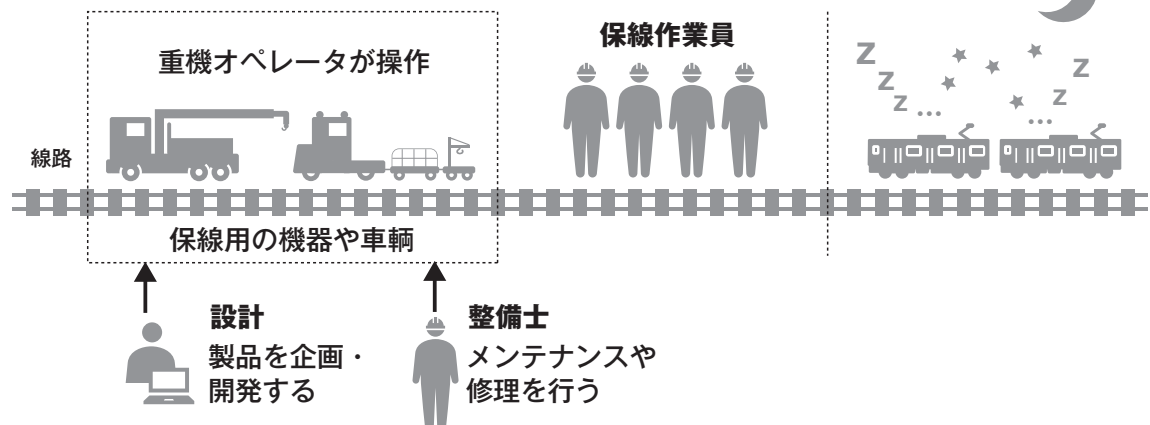 保線作業員
重機オペレータが操作
Z
Z
Z
...
Z
Z
...
線路
保線用の機器や車輌
設計
製品を企画・
開発する
整備士
メンテナンスや
修理を行う